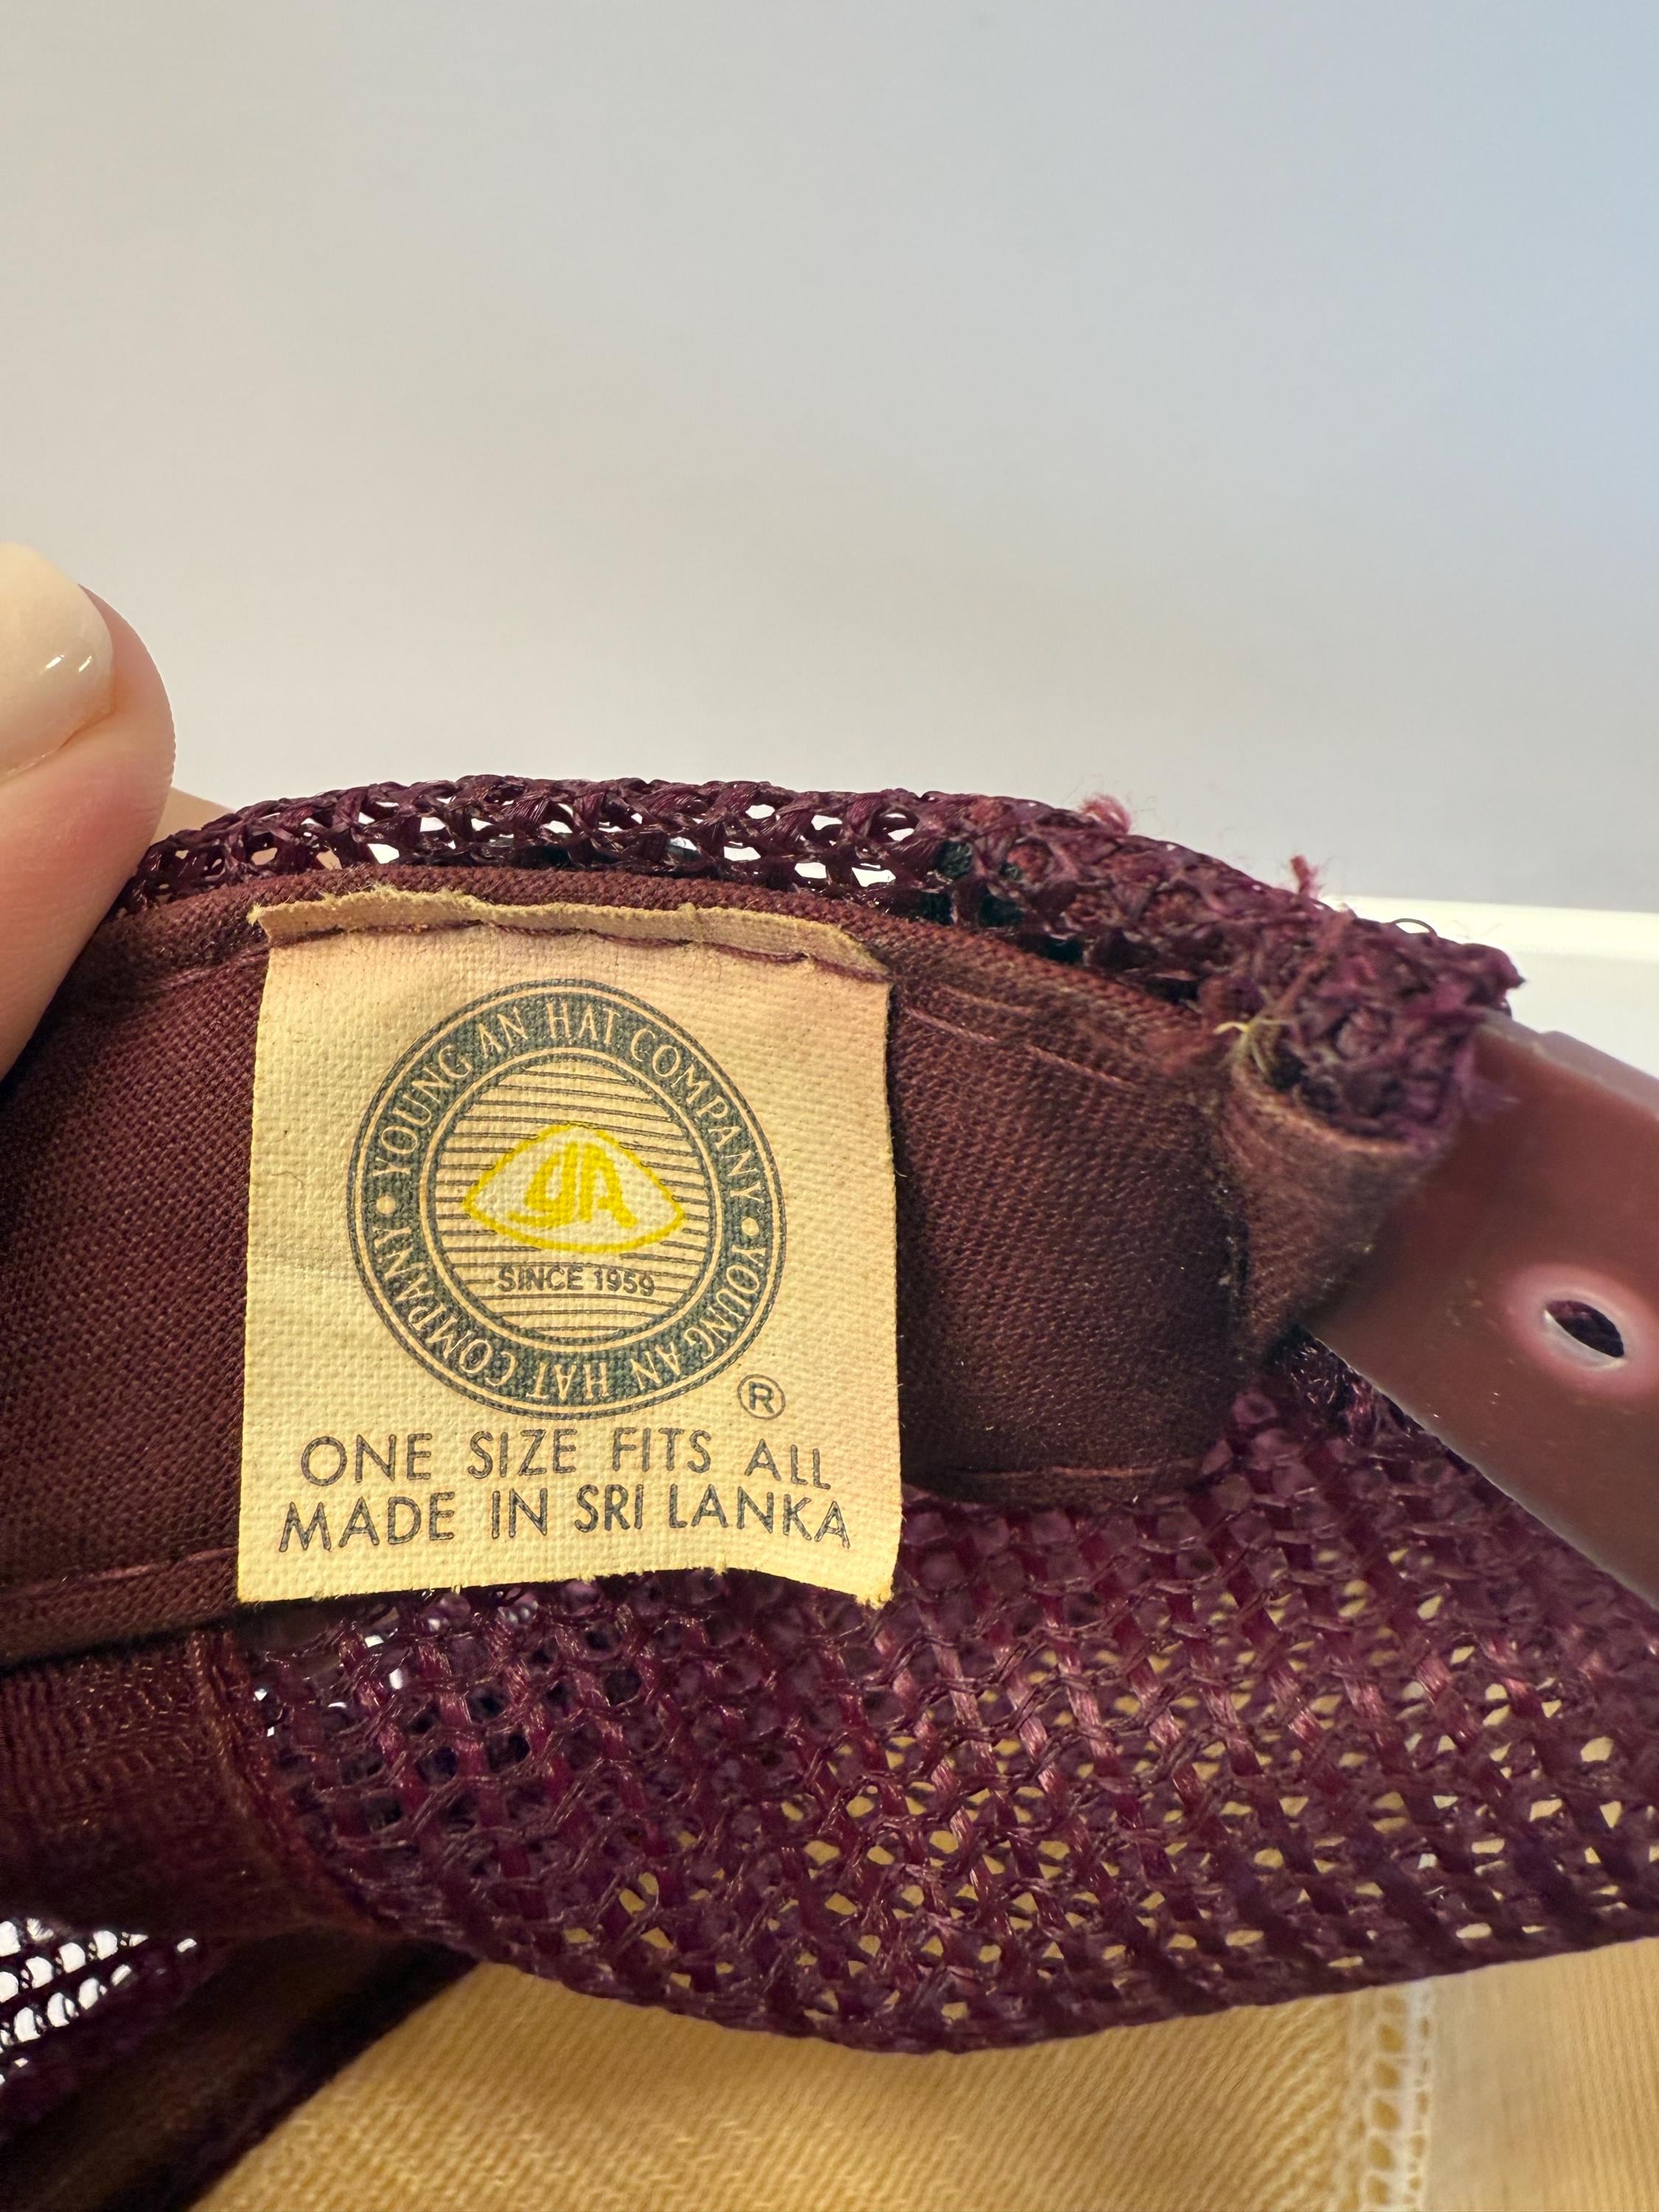 YOUNG AN HAT COMPANY • YOUNG AN HAT COMPANY •
YA
SINCE 1959
®
ONE SIZE FITS ALL
MADE IN SRI LANKA